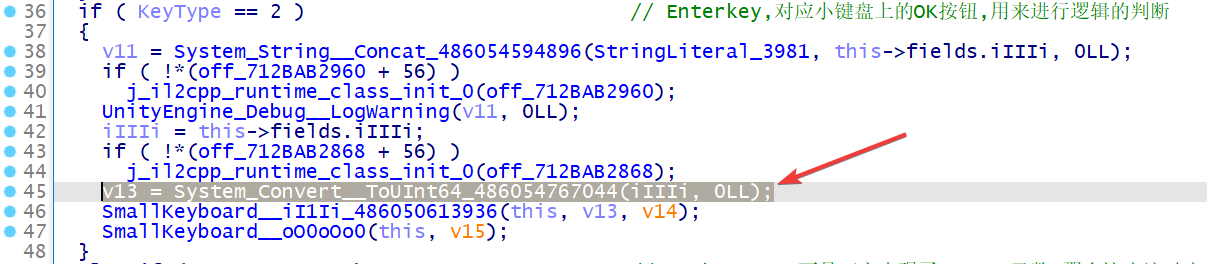 36 if ( KeyType == 2 ) // Enterkey,对应小键盘上的OK按钮,用来进行逻辑的判断
37 {
38 v11 = System_String__Concat_486054594896(StringLiteral_3981, this->fields.iIIIi, 0LL);
39 if ( !*(off_712BAB2960 + 56) )
40 j_il2cpp_runtime_class_init_0(off_712BAB2960);
41 UnityEngine_Debug__LogWarning(v11, 0LL);
42 iIIIi = this->fields.iIIIi;
43 if ( !*(off_712BAB2868 + 56) )
44 j_il2cpp_runtime_class_init_0(off_712BAB2868);
45 v13 = System_Convert__ToUInt64_486054767044(iIIIi, 0LL);
46 SmallKeyboard__iI1Ii_486050613936(this, v13, v14);
47 SmallKeyboard__oO0oOo0(this, v15);
48 }